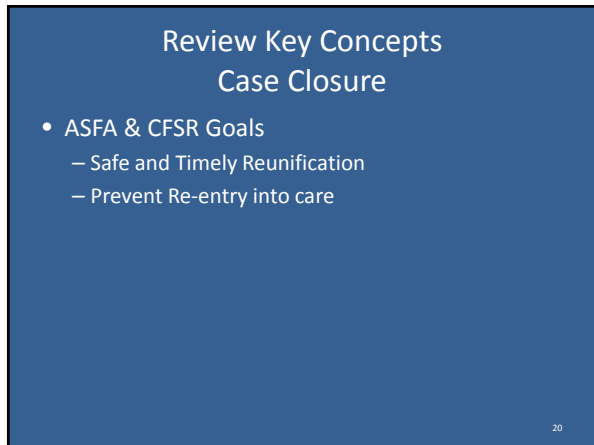 Review Key Concepts
Case Closure
• ASFA & CFSR Goals
– Safe and Timely Reunification
– Prevent Re-entry into care
20